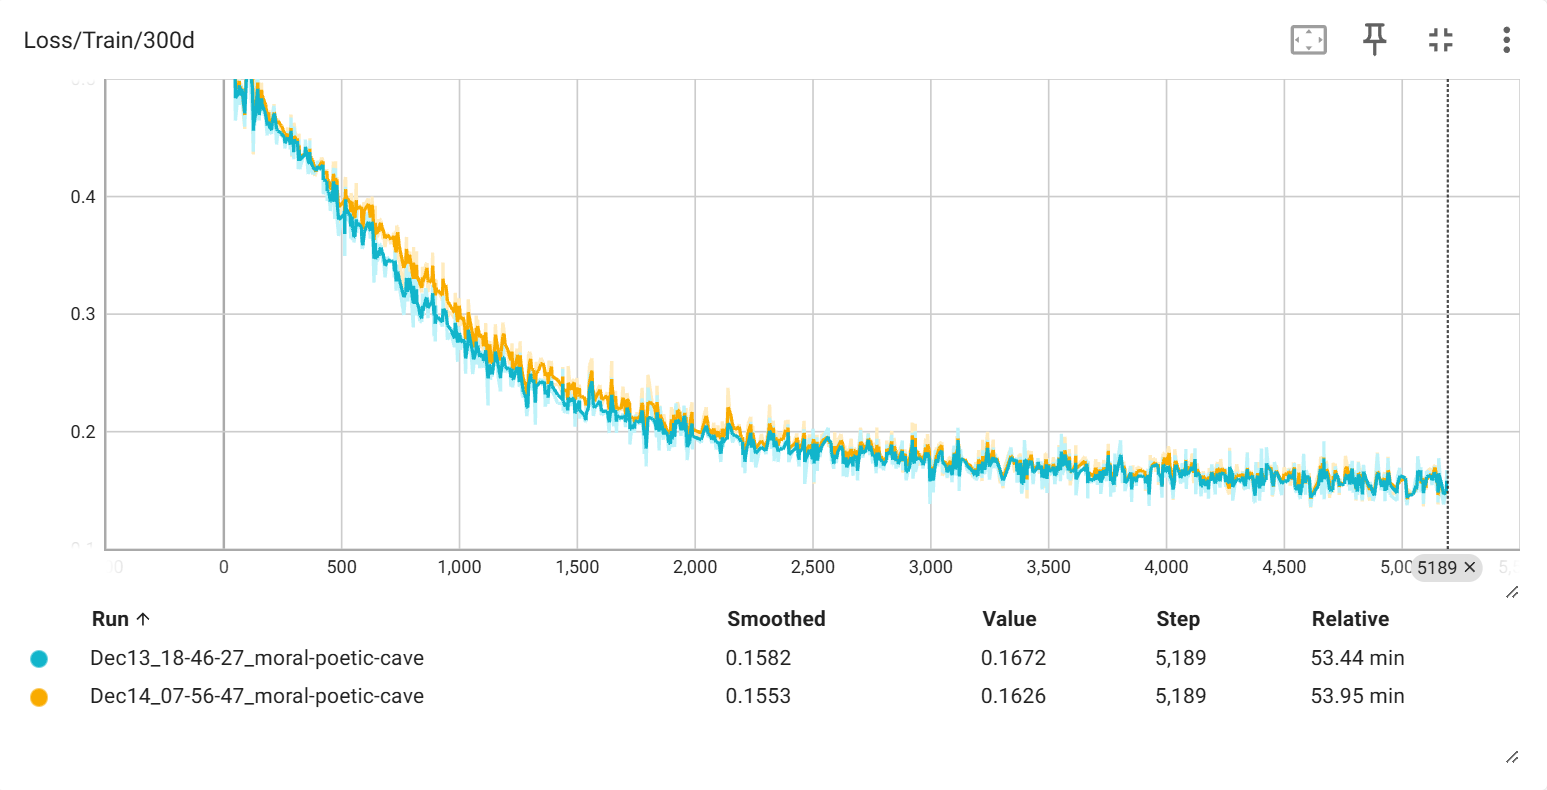 Loss/Train/300d
0.4
0.3
0.2
0 500 1,000 1,500 2,000 2,500 3,000 3,500 4,000 4,500 5,00 5189 ×
Run ↑ Smoothed Value Step Relative
Dec13_18-46-27_moral-poetic-cave 0.1582 0.1672 5,189 53.44 min
Dec14_07-56-47_moral-poetic-cave 0.1553 0.1626 5,189 53.95 min